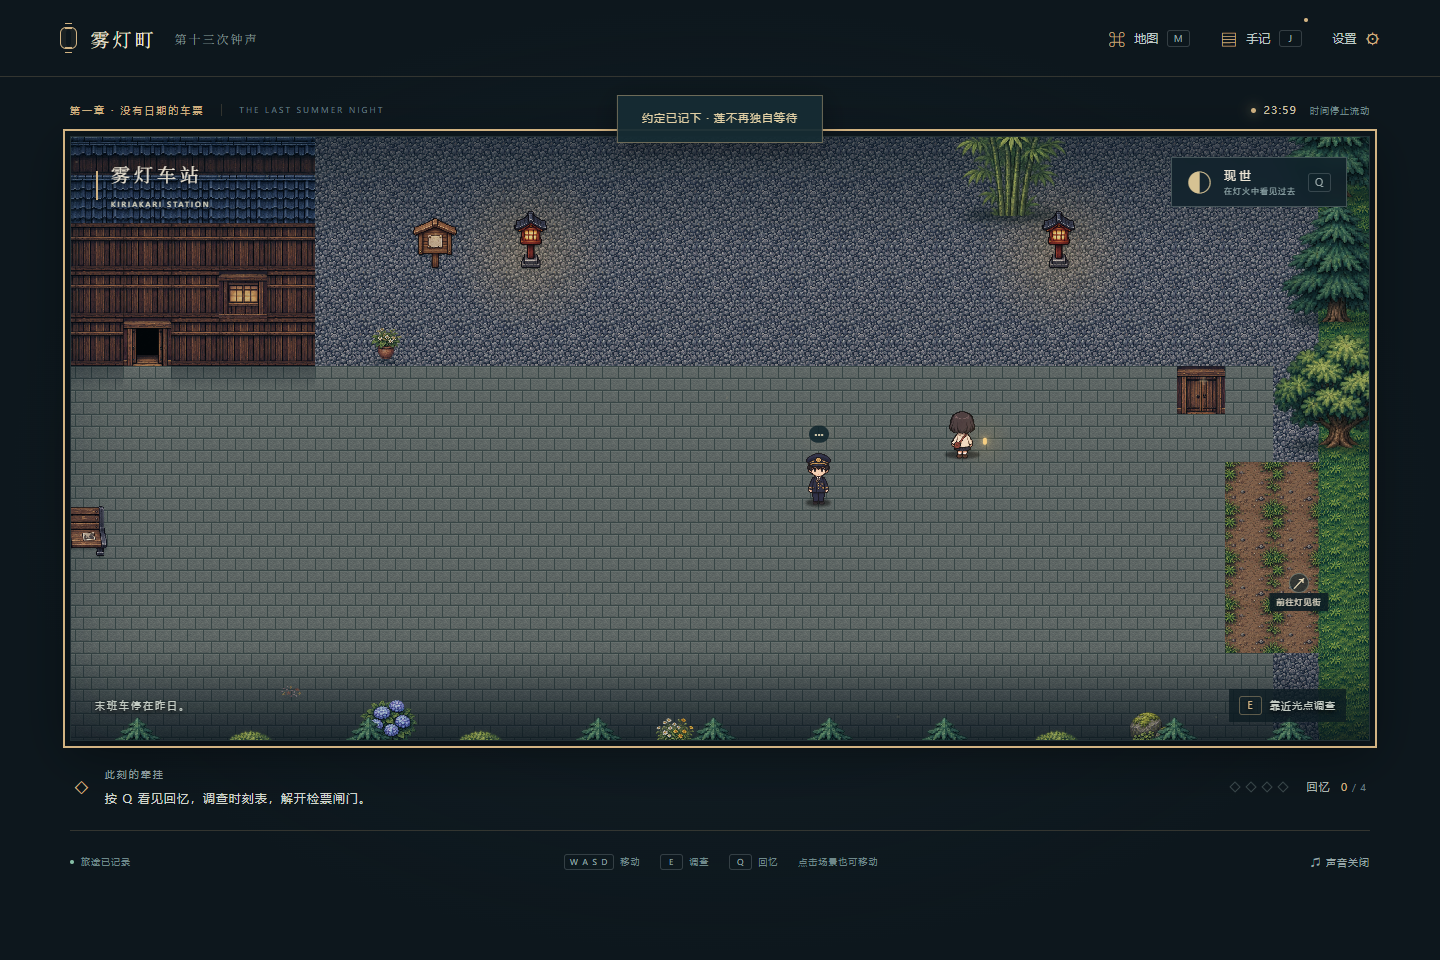 雾灯町 第十三次钟声
地图 M 手记 J 设置
第一章 · 没有日期的车票 THE LAST SUMMER NIGHT
约定已记下 · 莲不再独自等待
23:59 时间停止流动
雾灯车站
KIRIAKARI STATION
现世 Q
在灯火中看见过去
前往灯见街
末班车停在昨日。
E 靠近光点调查
此刻的牵挂
按 Q 看见回忆，调查时刻表，解开检票闸门。
回忆 0 / 4
旅途已记录
WASD 移动 E 调查 Q 回忆 点击场景也可移动
声音关闭